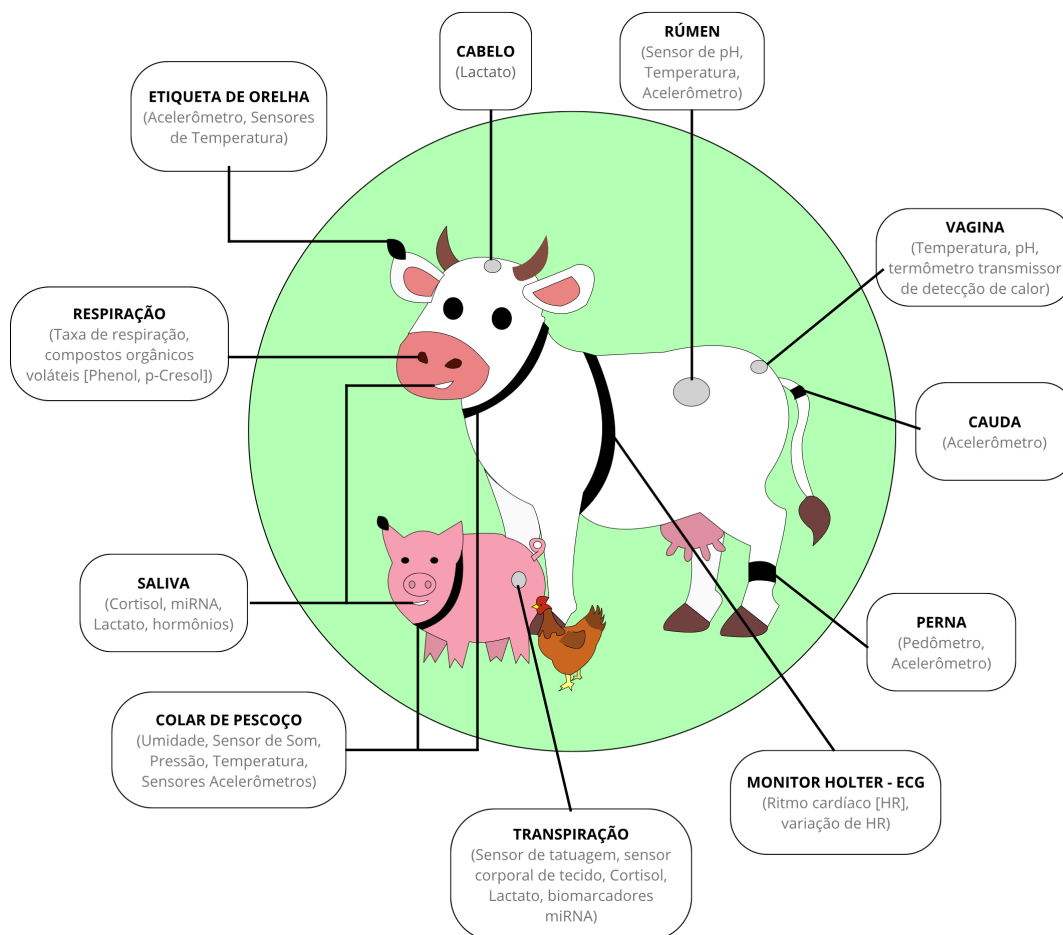 CABELO
(Lactato)
RÚMEN
(Sensor de pH,
Temperatura,
Acelerômetro)
ETIQUETA DE ORELHA
(Acelerômetro, Sensores
de Temperatura)
VAGINA
(Temperatura, pH,
termômetro transmissor
de detecção de calor)
RESPIRAÇÃO
(Taxa de respiração,
compostos orgânicos
voláteis [Phenol, p-Cresol])
CAUDA
(Acelerômetro)
SALIVA
(Cortisol, miRNA,
Lactato, hormônios)
PERNA
(Pedômetro,
Acelerômetro)
COLAR DE PESCOÇO
(Umidade, Sensor de Som,
Pressão, Temperatura,
Sensores Acelerômetros)
MONITOR HOLTER - ECG
(Ritmo cardíaco [HR],
variação de HR)
TRANSPIRAÇÃO
(Sensor de tatuagem, sensor
corporal de tecido, Cortisol,
Lactato, biomarcadores
miRNA)